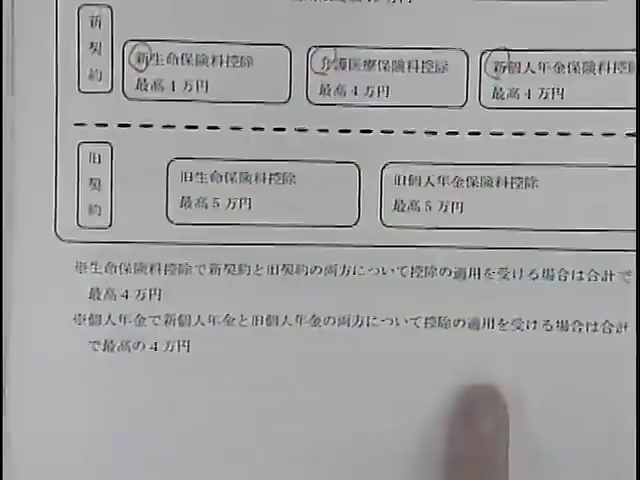 新契約
新生命保険料控除
最高4万円
介護医療保険料控除
最高4万円
新個人年金保険料控
最高4万円
旧契約
旧生命保険料控除
最高5万円
旧個人年金保険料控除
最高5万円
※生命保険料控除で新契約と旧契約の両方について控除の適用を受ける場合は合計で
最高4万円
※個人年金で新個人年金と旧個人年金の両方について控除の適用を受ける場合は合計
で最高の4万円